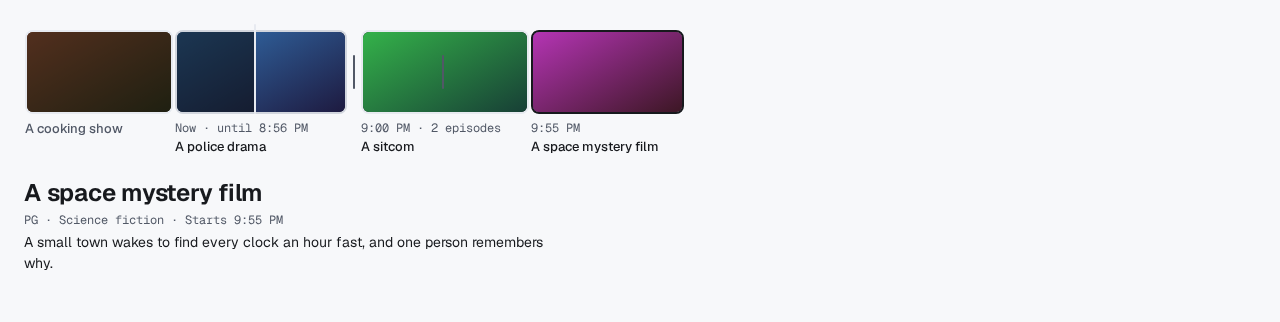 A cooking show
Now · until 8:56 PM
A police drama
9:00 PM · 2 episodes
A sitcom
9:55 PM
A space mystery film
A space mystery film
PG · Science fiction · Starts 9:55 PM
A small town wakes to find every clock an hour fast, and one person remembers
why.